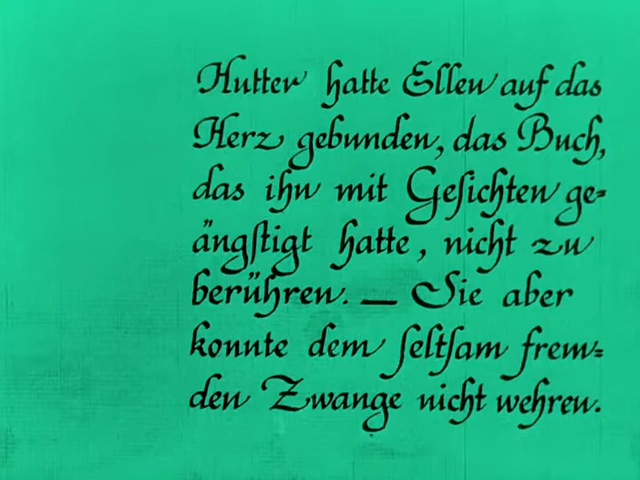 Hutter hatte Ellen auf das
Herz gebunden, das Buch,
das ihn mit Geſichten ge=
ängſtigt hatte, nicht zu
berühren. — Sie aber
konnte dem ſeltſam frem=
den Zwange nicht wehren.